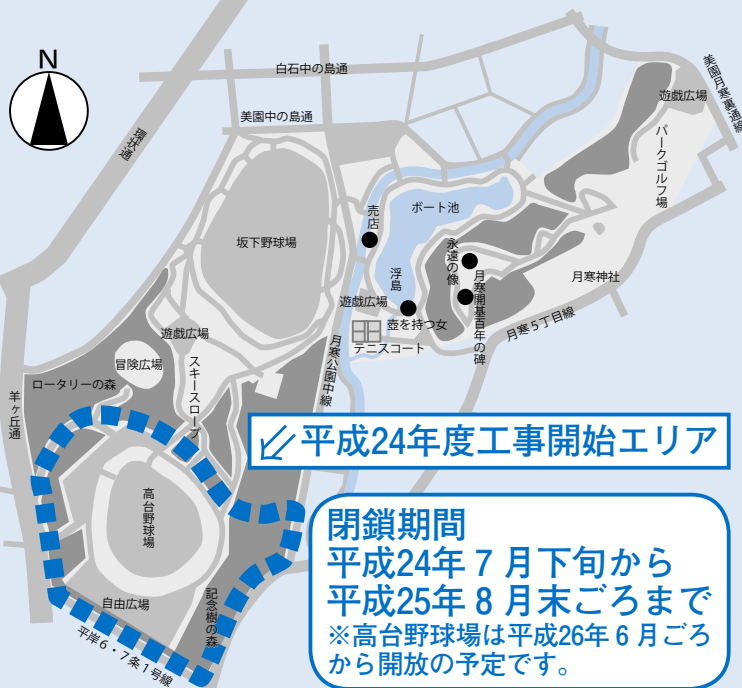 N
白石中の島通
美園中の島通
環状通
美園月寒裏通線
遊戯広場
パークゴルフ場
売店
ボート池
坂下野球場
永遠の像
浮島
月寒開基百年の碑
月寒神社
遊戯広場
壺を持つ女
月寒5丁目線
テニスコート
遊戯広場
冒険広場
スキースロープ
月寒公園中線
ロータリーの森
羊ヶ丘通
平成24年度工事開始エリア
高台野球場
自由広場
記念樹の森
平岸6・7条1号線
閉鎖期間
平成24年7月下旬から
平成25年8月末ごろまで
※高台野球場は平成26年6月ごろ
から開放の予定です。